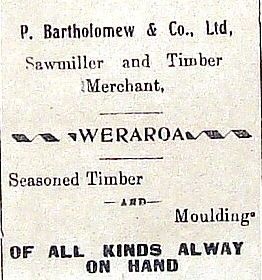 P. Bartholomew & Co., Ltd,
Sawmiller and Timber
Merchant,
WERAROA
Seasoned Timber
— AND —
Moulding
OF ALL KINDS ALWAY
ON HAND